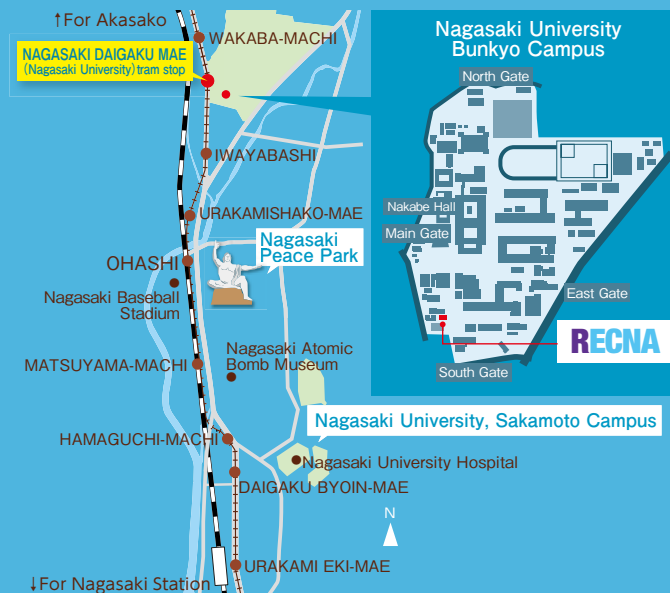 ↑For Akasako
WAKABA-MACHI
NAGASAKI DAIGAKU MAE
(Nagasaki University) tram stop
IWAYABASHI
URAKAMISHAKO-MAE
Nagasaki
Peace Park
OHASHI
Nagasaki Baseball
Stadium
MATSUYAMA-MACHI
Nagasaki Atomic
Bomb Museum
Nagasaki University, Sakamoto Campus
HAMAGUCHI-MACHI
Nagasaki University Hospital
DAIGAKU BYOIN-MAE
N
URAKAMI EKI-MAE
↓For Nagasaki Station
Nagasaki University
Bunkyo Campus
North Gate
Nakabe Hall
Main Gate
East Gate
RECNA
South Gate